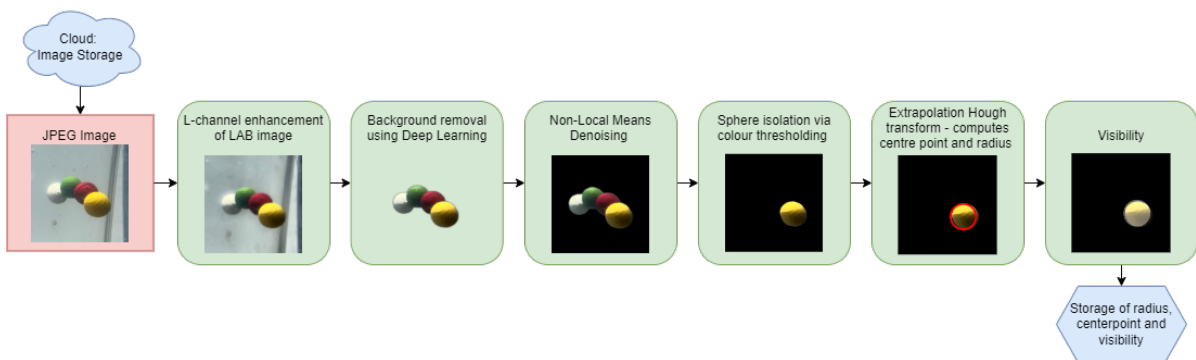 Cloud:
Image Storage
JPEG Image
L-channel enhancement
of LAB image
Background removal
using Deep Learning
Non-Local Means
Denoising
Sphere isolation via
colour thresholding
Extrapolation Hough
transform - computes
centre point and radius
Visibility
Storage of radius,
centerpoint and
visibility